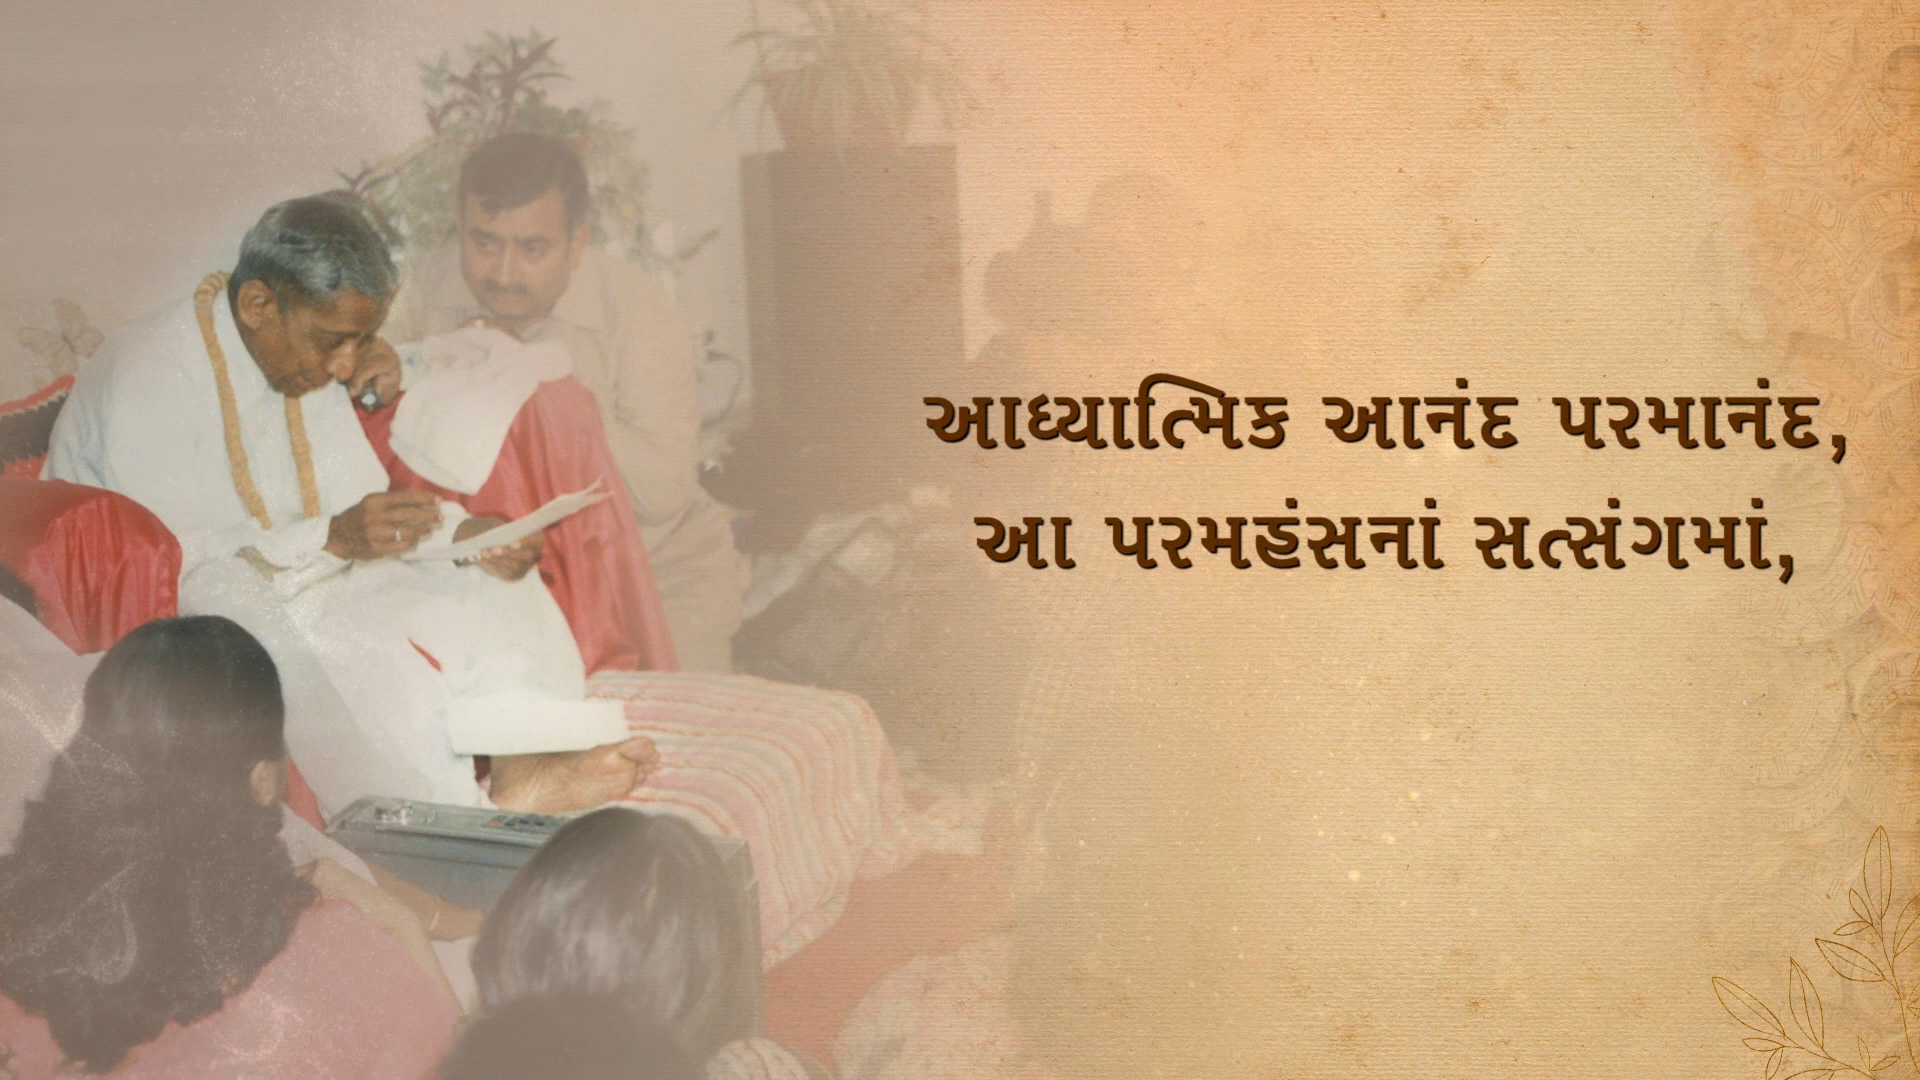 આધ્યાત્મિક આનંદ પરમાનંદ,
આ પરમહંસનાં સત્સંગમાં,